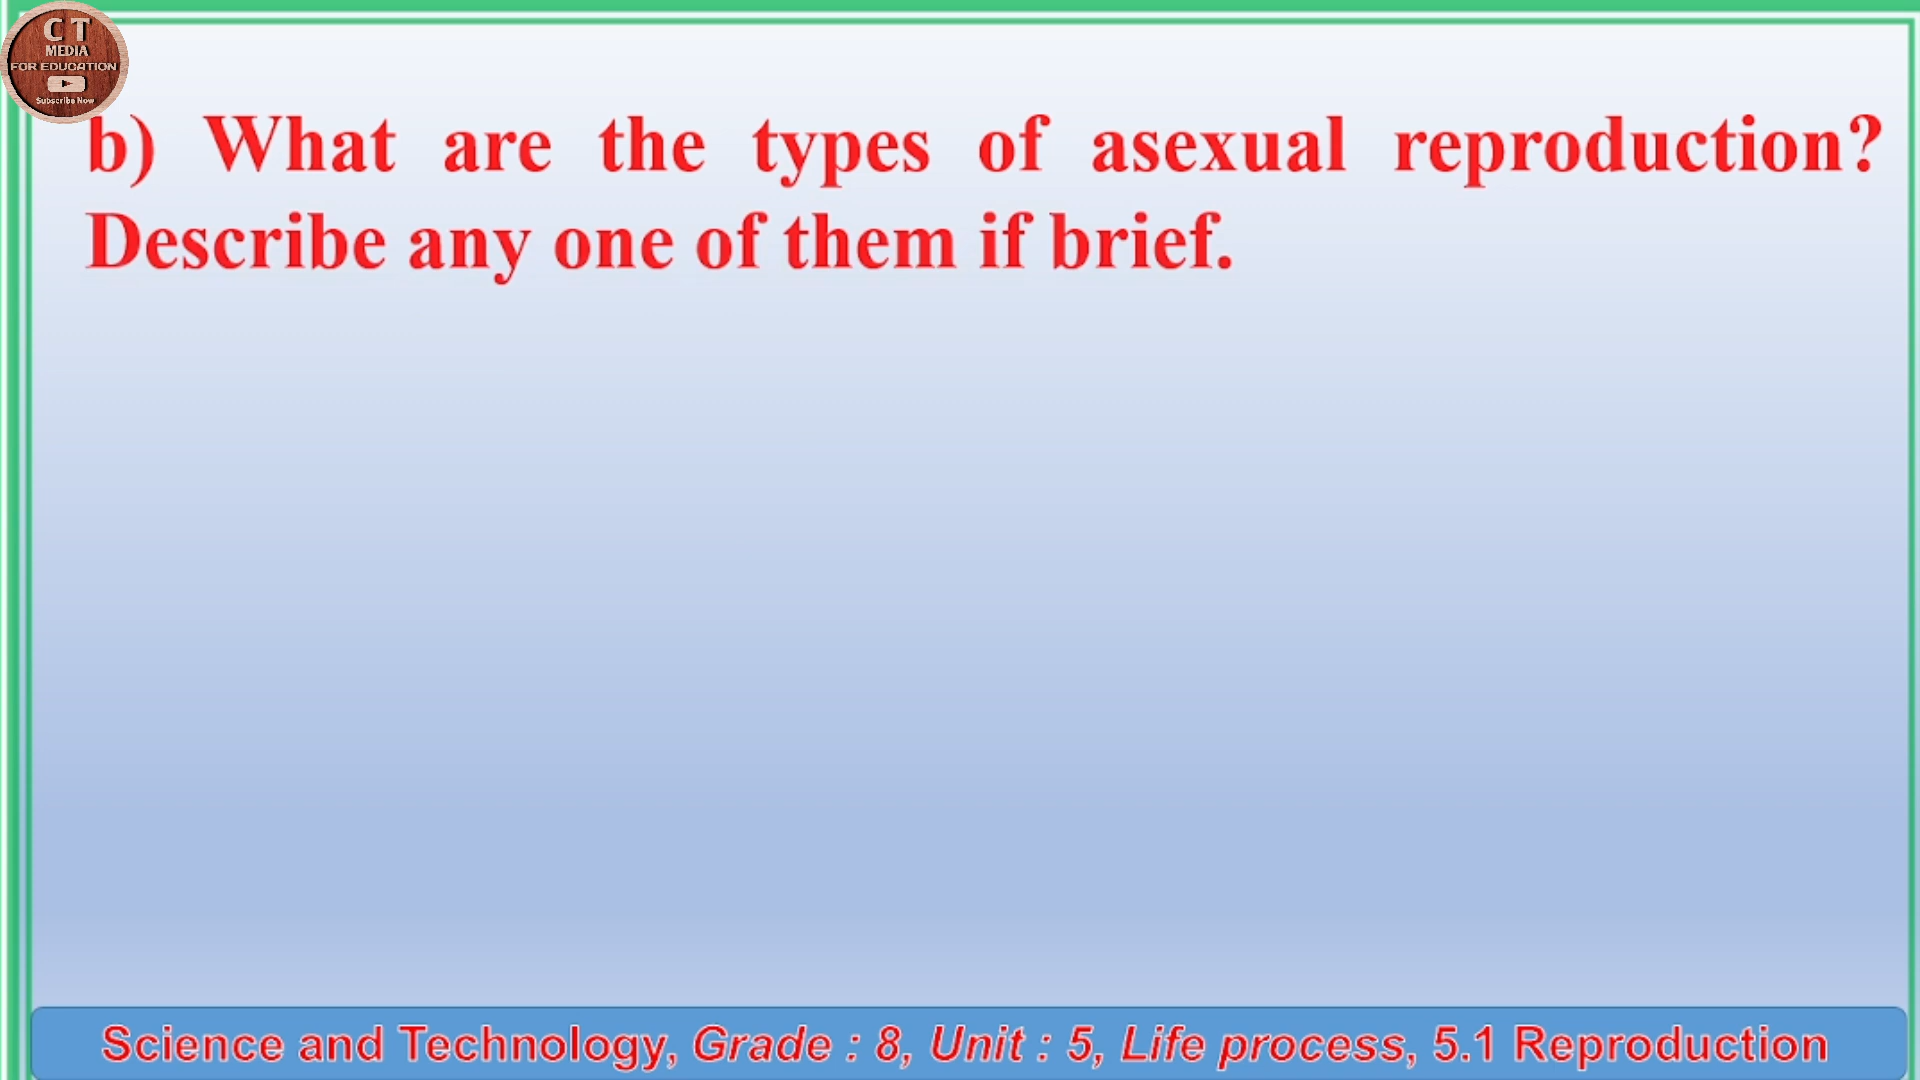 C T
MEDIA
FOR EDUCATION
Subscribe Now
b) What are the types of asexual reproduction?
Describe any one of them if brief.
Science and Technology, Grade : 8, Unit : 5, Life process, 5.1 Reproduction